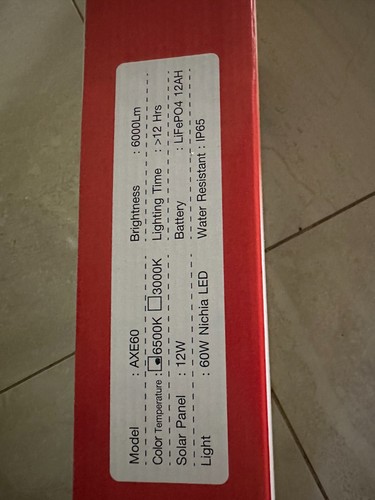 Model : AXE60 Brightness : 6000Lm
Color Temperature : 6500K 3000K Lighting Time : >12 Hrs
Solar Panel : 12W Battery : LiFePO4 12AH
Light : 60W Nichia LED Water Resistant : IP65